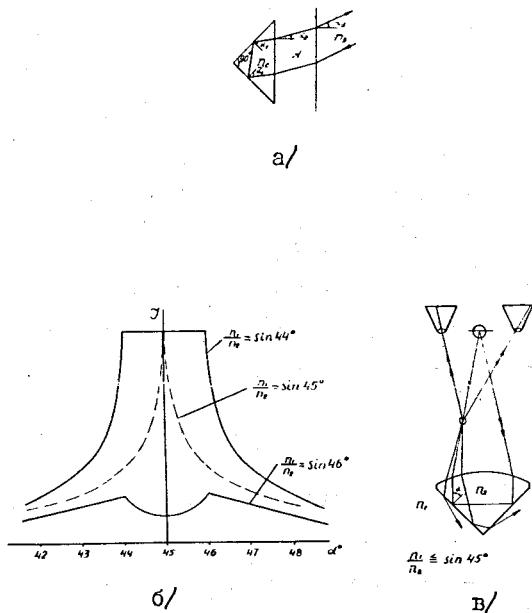 90°
n
а/
J
n₁/n₂ = sin 44°
n₁/n₂ = sin 45°
n₁/n₂ = sin 46°
42 43 44 45 46 47 48 α°
б/
n₁
n₂
n₁/n₂ ≦ sin 45°
в/